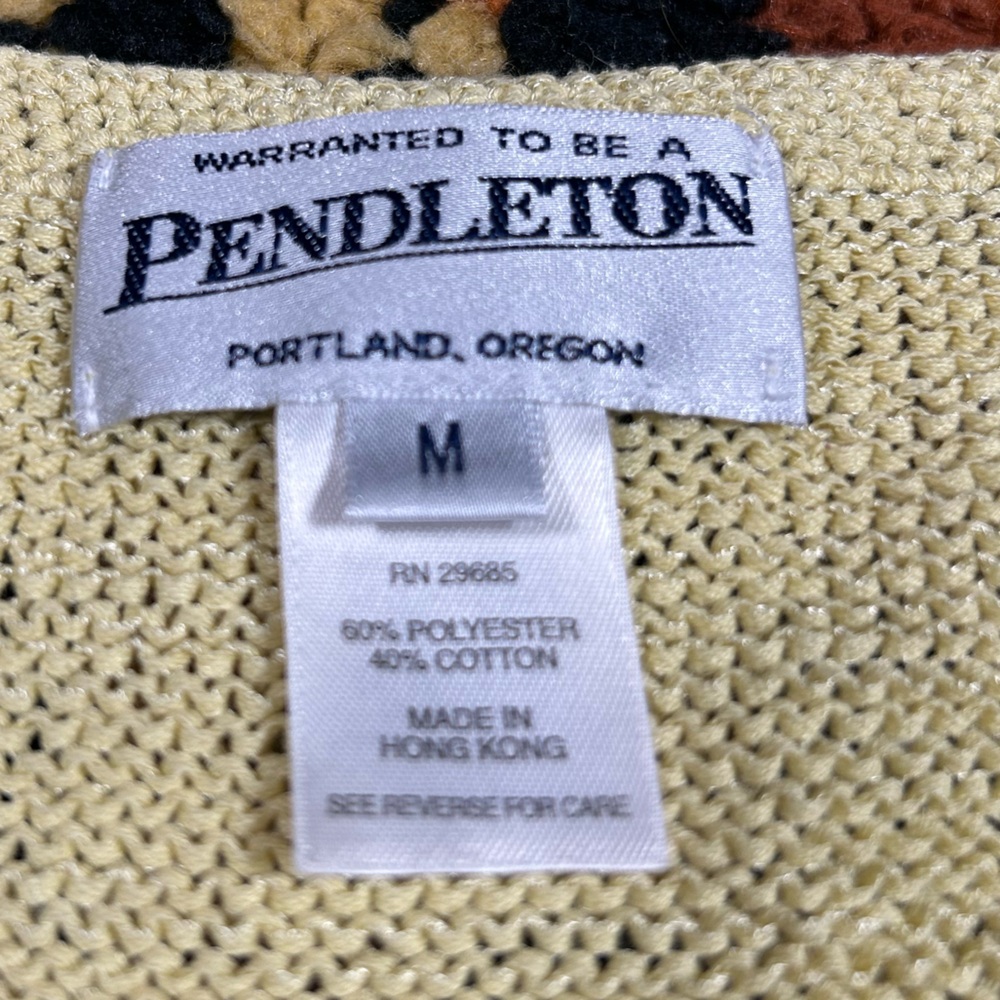 WARRANTED TO BE A
PENDLETON
PORTLAND, OREGON
M
RN 29685
60% POLYESTER
40% COTTON
MADE IN
HONG KONG
SEE REVERSE FOR CARE